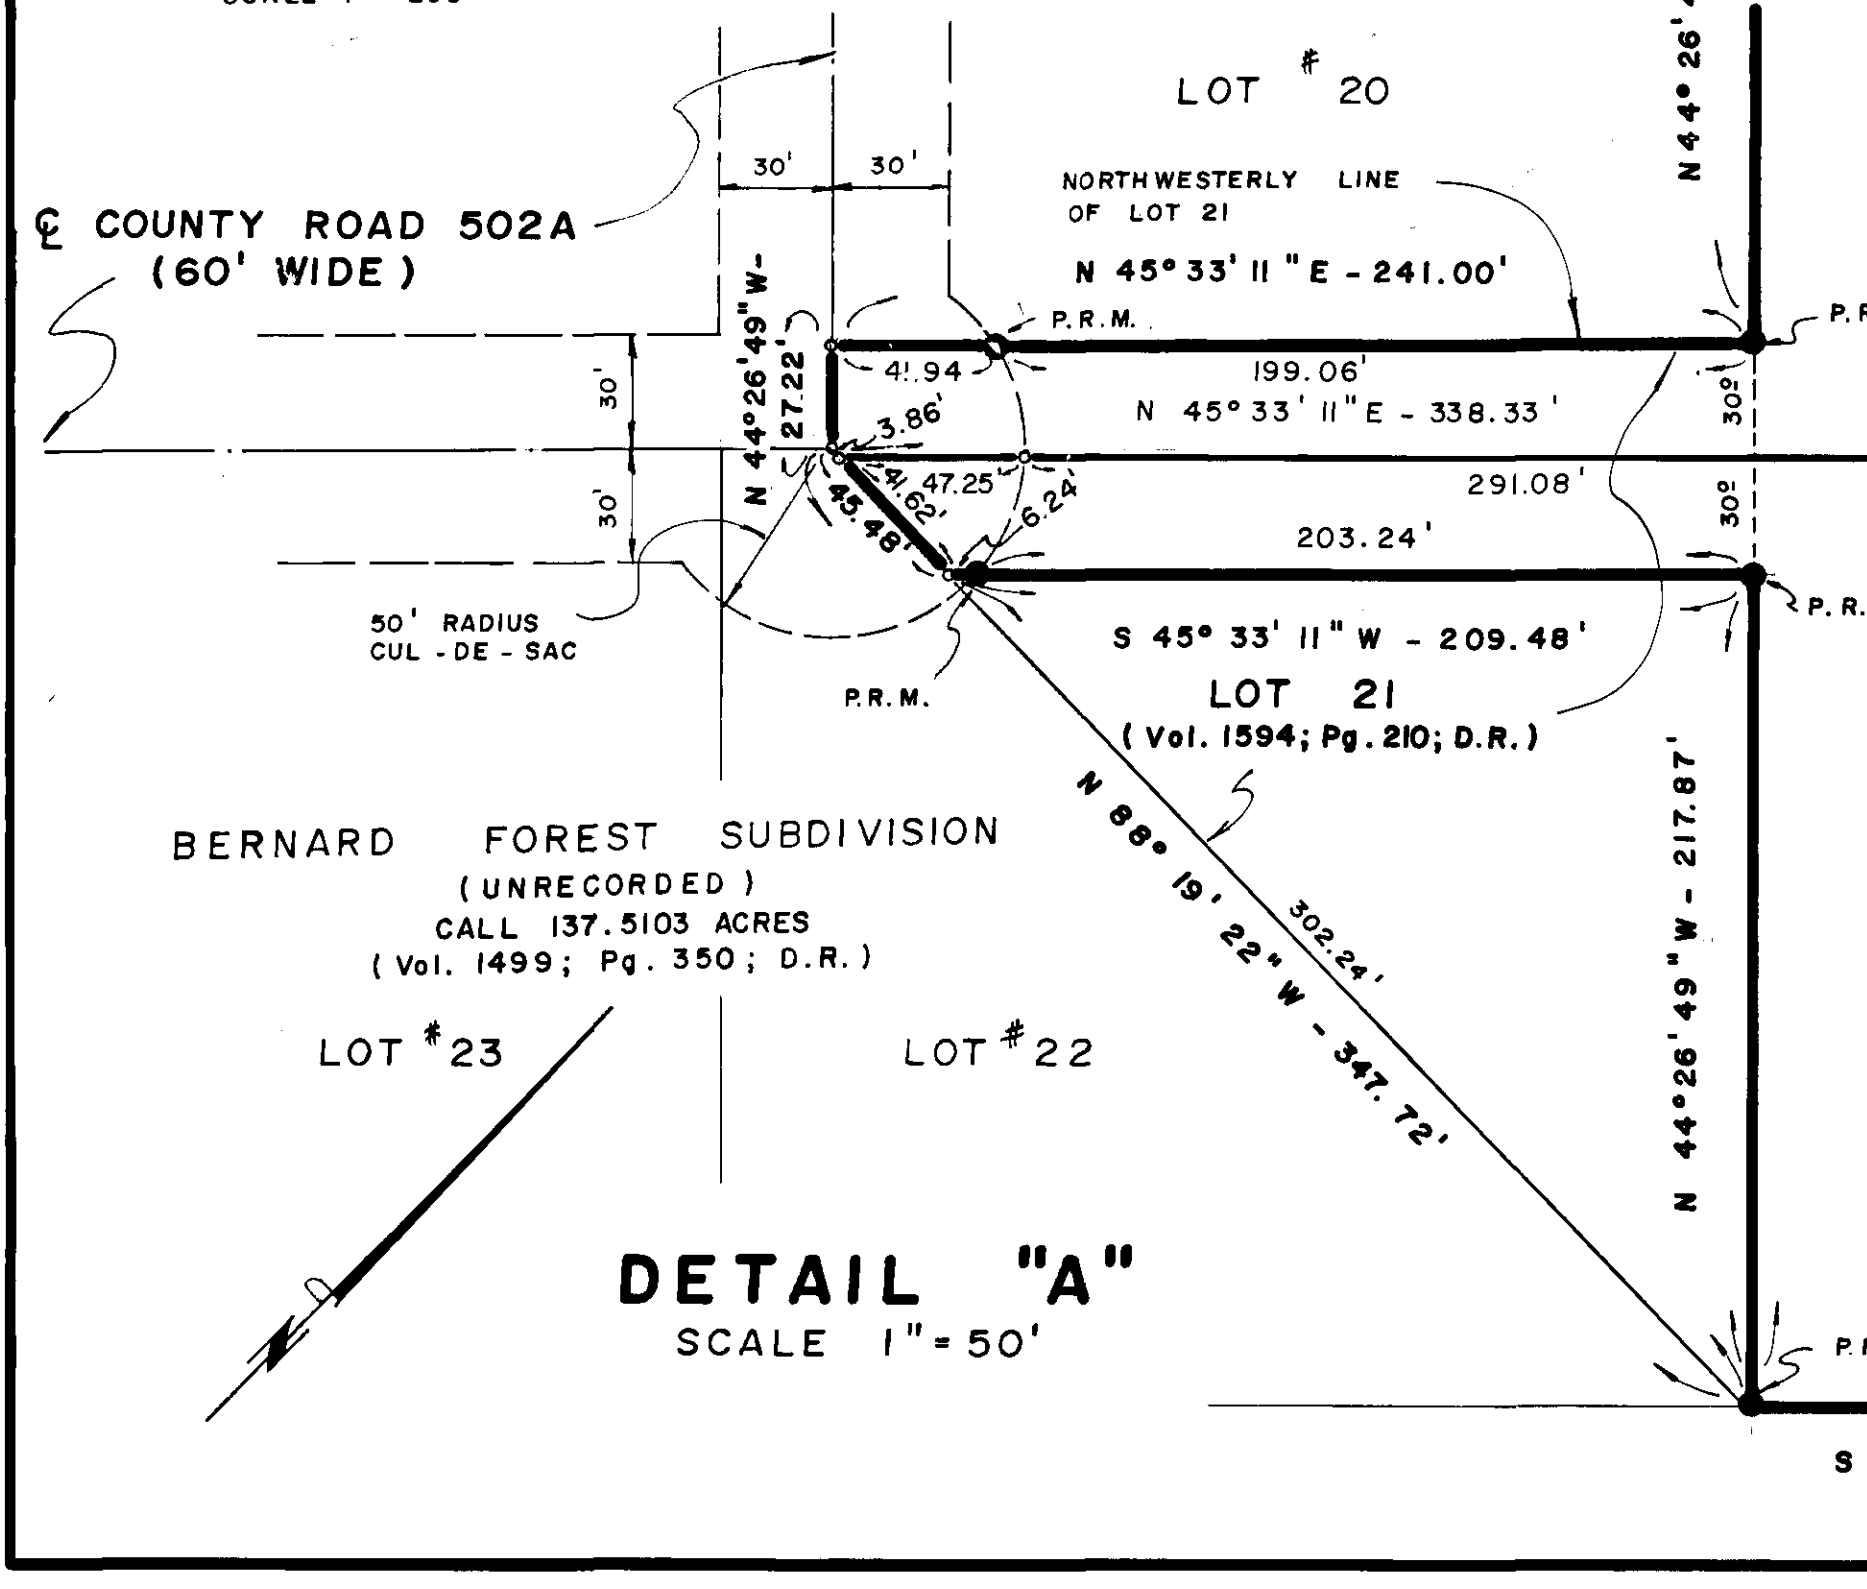 LOT # 20
30' 30'
NORTHWESTERLY LINE
OF LOT 21
N 45° 33' 11" E - 241.00'
℄ COUNTY ROAD 502A
(60' WIDE)
P.R.M.
N 44° 26' 49" W -
27.22'
30'
41.94
199.06'
N 45° 33' 11" E - 338.33'
30º
3.86'
47.25'
41.62'
45.48'
6.24'
291.08'
30'
30º
203.24'
50' RADIUS
CUL - DE - SAC
S 45° 33' 11" W - 209.48'
P.R.M.
LOT 21
(Vol. 1594; Pg. 210; D.R.)
N 88° 19' 22" W - 347.72'
302.24'
N 44° 26' 49" W - 217.87'
BERNARD FOREST SUBDIVISION
(UNRECORDED)
CALL 137.5103 ACRES
(Vol. 1499; Pg. 350; D.R.)
LOT # 23
LOT # 22
DETAIL "A"
SCALE 1" = 50'
N 44° 26'
P.R.
S